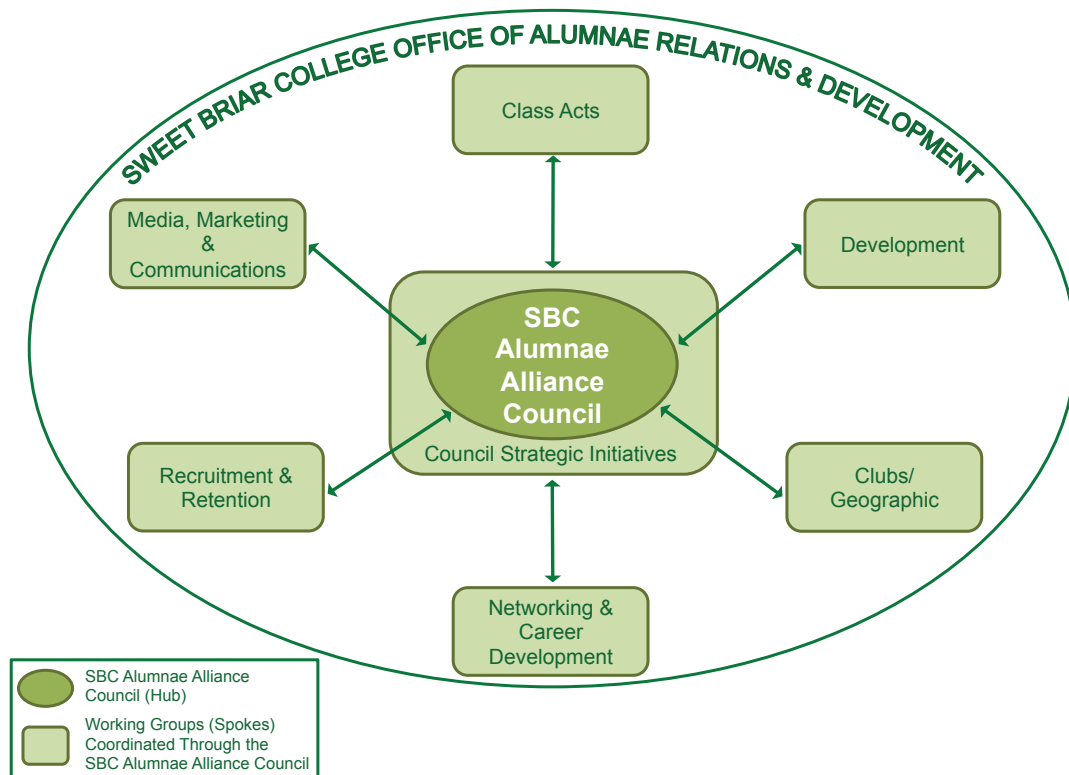 SWEET BRIAR COLLEGE OFFICE OF ALUMNAE RELATIONS & DEVELOPMENT
Class Acts
Media, Marketing
&
Communications
Development
SBC
Alumnae
Alliance
Council
Council Strategic Initiatives
Recruitment &
Retention
Clubs/
Geographic
Networking &
Career
Development
SBC Alumnae Alliance
Council (Hub)
Working Groups (Spokes)
Coordinated Through the
SBC Alumnae Alliance Council